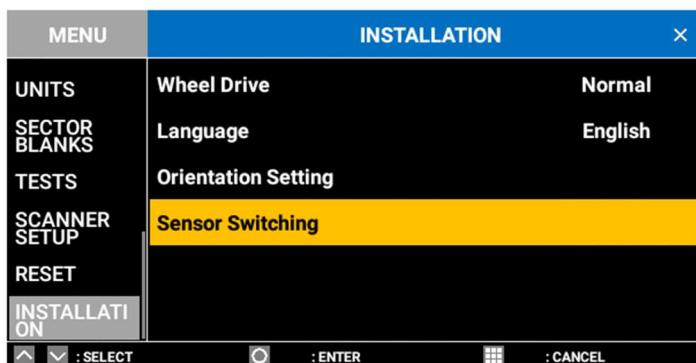 MENU
INSTALLATION ×
UNITS
SECTOR
BLANKS
TESTS
SCANNER
SETUP
RESET
INSTALLATI
ON
Wheel Drive Normal
Language English
Orientation Setting
Sensor Switching
: SELECT : ENTER : CANCEL